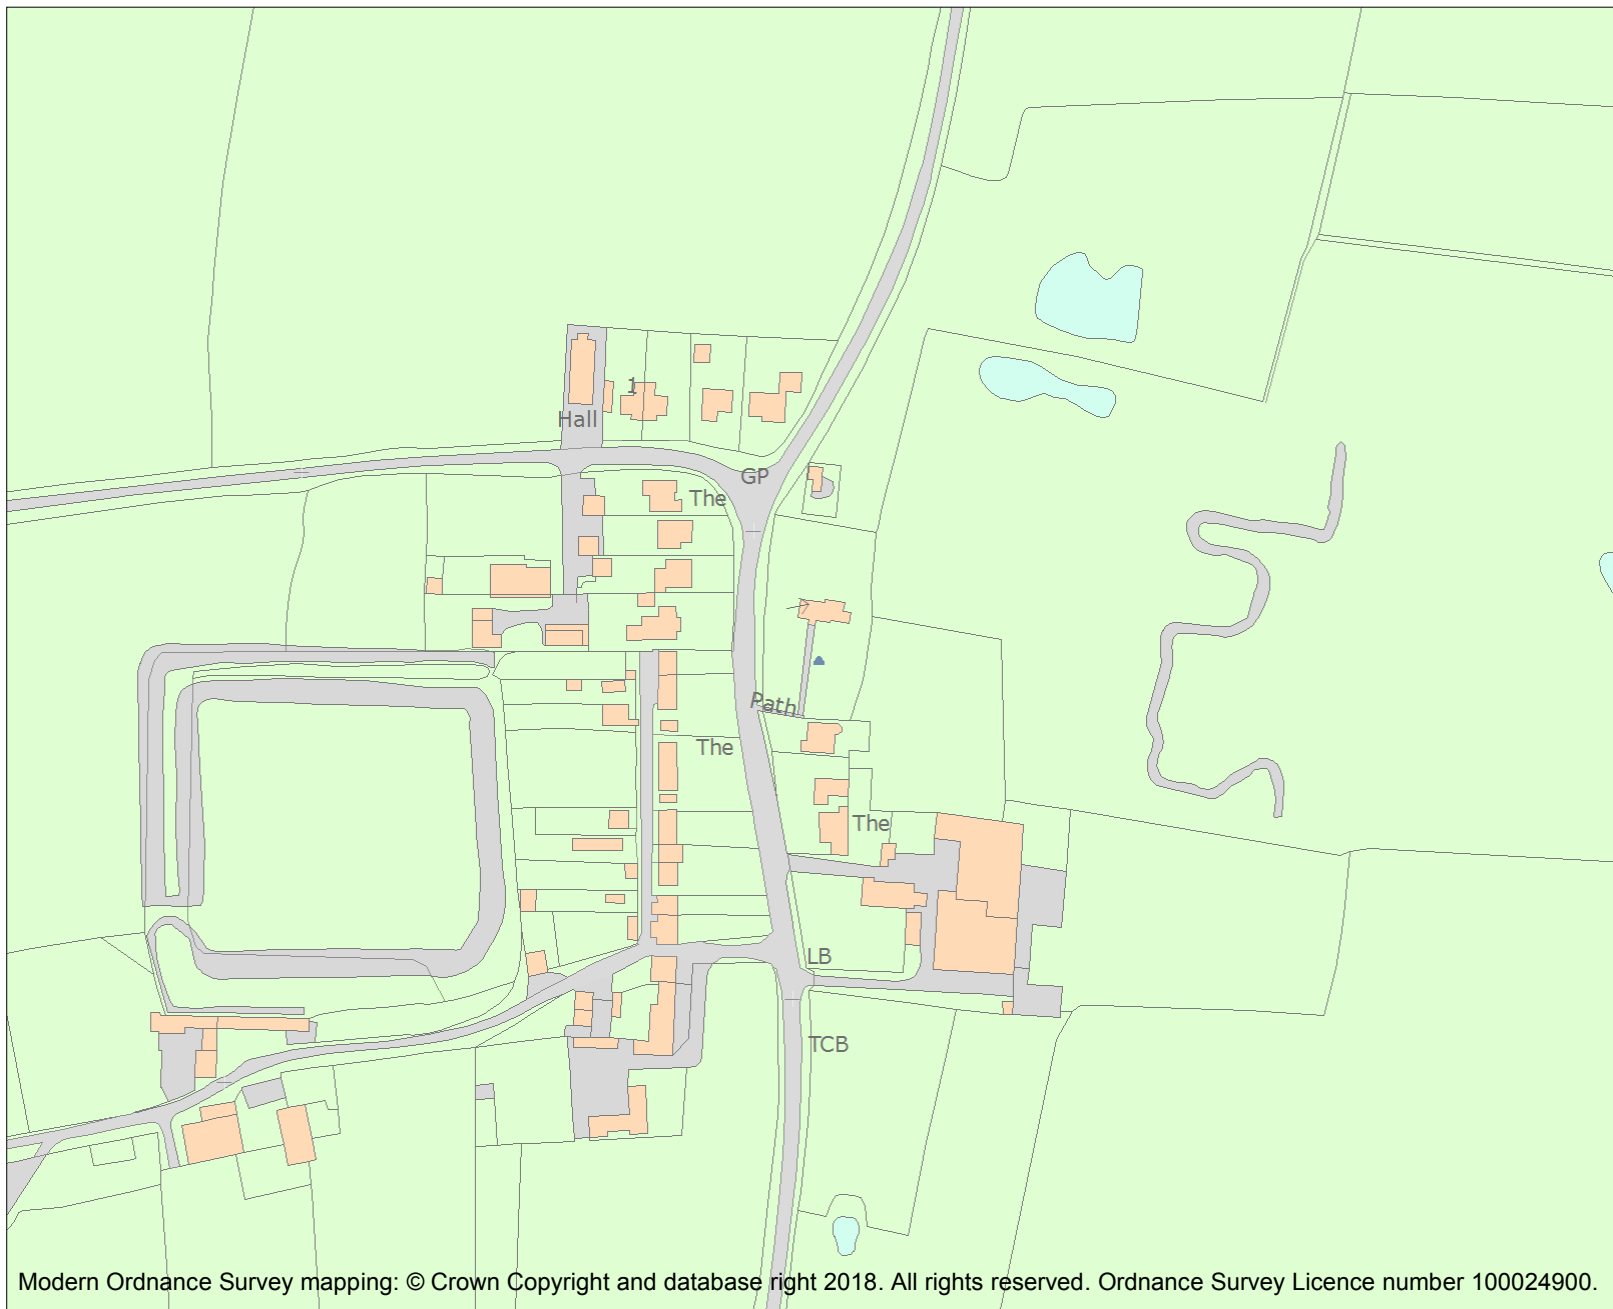 1
Hall
GP
The
Path
The
The
LB
TCB
Modern Ordnance Survey mapping: © Crown Copyright and database right 2018. All rights reserved. Ordnance Survey Licence number 100024900.